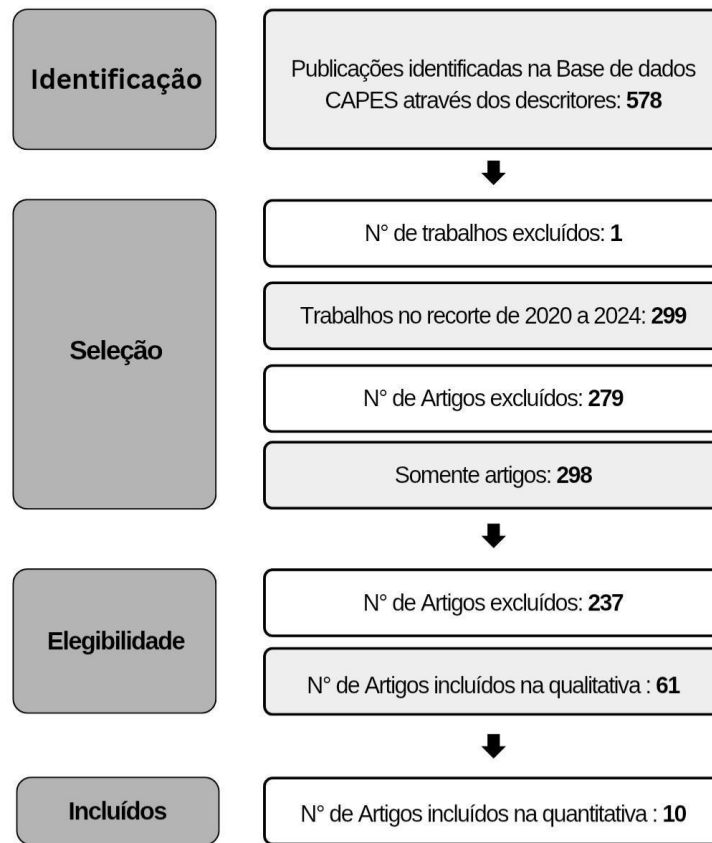 Identificação
Publicações identificadas na Base de dados
CAPES através dos descritores: 578
Seleção
N° de trabalhos excluídos: 1
Trabalhos no recorte de 2020 a 2024: 299
N° de Artigos excluídos: 279
Somente artigos: 298
Elegibilidade
N° de Artigos excluídos: 237
N° de Artigos incluídos na qualitativa : 61
Incluídos
N° de Artigos incluídos na quantitativa : 10